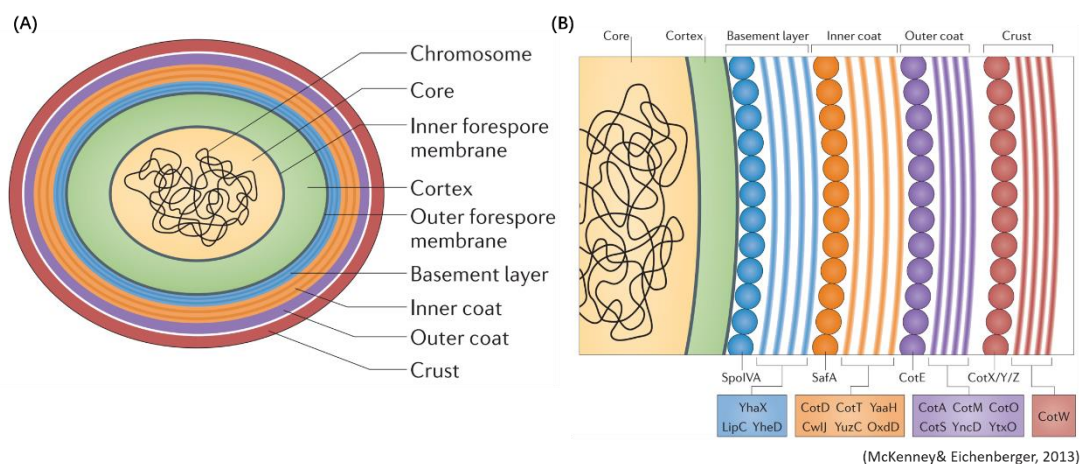 (A)
Chromosome
Core
Inner forespore
membrane
Cortex
Outer forespore
membrane
Basement layer
Inner coat
Outer coat
Crust
(B)
Core Cortex Basement layer Inner coat Outer coat Crust
SpoIVA SafA CotE CotX/Y/Z
YhaX
LipC YheD
CotD CotT YaaH
CwlJ YuzC OxdD
CotA CotM CotO
CotS YncD YtxO
CotW
(McKenney& Eichenberger, 2013)